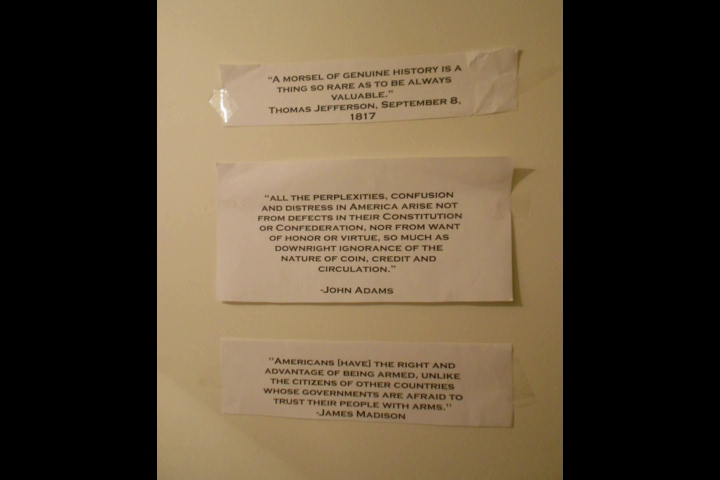 "A MORSEL OF GENUINE HISTORY IS A
THING SO RARE AS TO BE ALWAYS
VALUABLE."
THOMAS JEFFERSON, SEPTEMBER 8,
1817
"ALL THE PERPLEXITIES, CONFUSION
AND DISTRESS IN AMERICA ARISE NOT
FROM DEFECTS IN THEIR CONSTITUTION
OR CONFEDERATION, NOR FROM WANT
OF HONOR OR VIRTUE, SO MUCH AS
DOWNRIGHT IGNORANCE OF THE
NATURE OF COIN, CREDIT AND
CIRCULATION."
-JOHN ADAMS
"AMERICANS [HAVE] THE RIGHT AND
ADVANTAGE OF BEING ARMED, UNLIKE
THE CITIZENS OF OTHER COUNTRIES
WHOSE GOVERNMENTS ARE AFRAID TO
TRUST THEIR PEOPLE WITH ARMS."
-JAMES MADISON